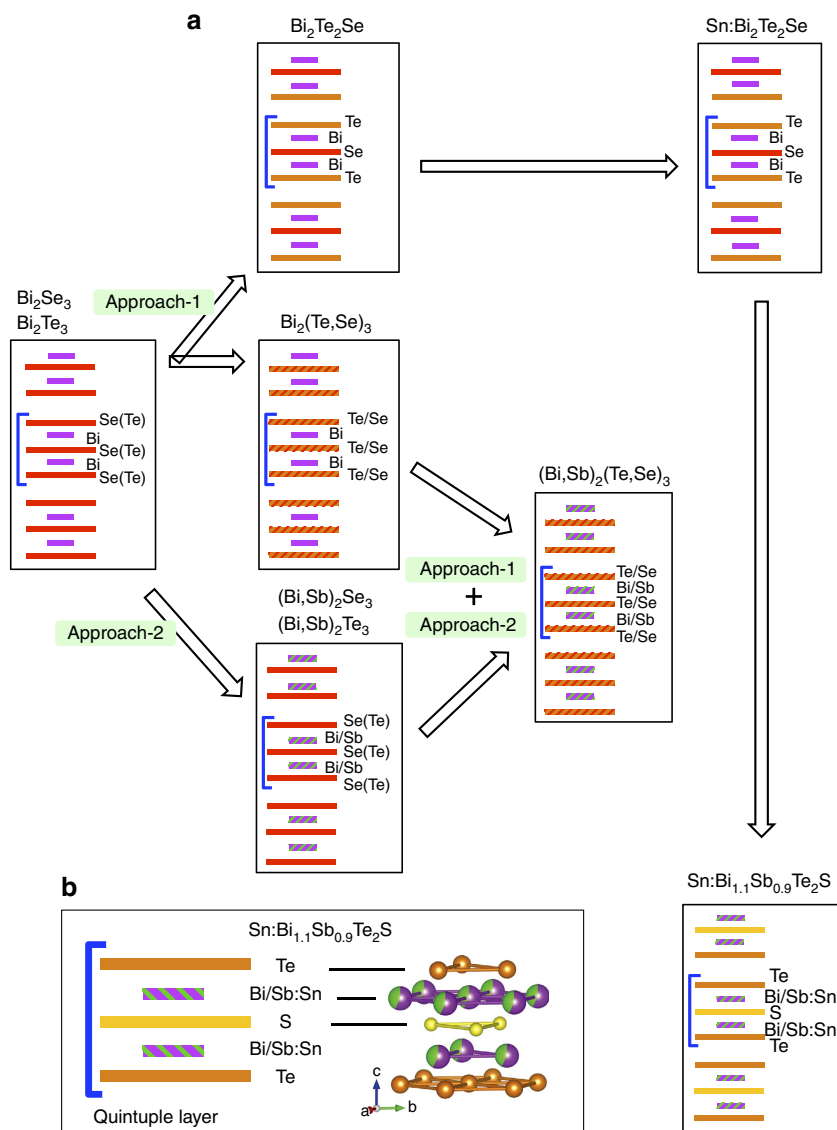 a
Bi₂Te₂Se
Te
Bi
Se
Bi
Te
Sn:Bi₂Te₂Se
Te
Bi
Se
Bi
Te
Approach-1
Bi₂Se₃
Bi₂Te₃
Se(Te)
Bi
Se(Te)
Bi
Se(Te)
Bi₂(Te,Se)₃
Te/Se
Bi
Te/Se
Bi
Te/Se
Approach-2
(Bi,Sb)₂Se₃
(Bi,Sb)₂Te₃
Se(Te)
Bi/Sb
Se(Te)
Bi/Sb
Se(Te)
Approach-1
+
Approach-2
(Bi,Sb)₂(Te,Se)₃
Te/Se
Bi/Sb
Te/Se
Bi/Sb
Te/Se
Sn:Bi₁.₁Sb₀.₉Te₂S
Te
Bi/Sb:Sn
S
Bi/Sb:Sn
Te
b
Sn:Bi₁.₁Sb₀.₉Te₂S
Te
Bi/Sb:Sn
S
Bi/Sb:Sn
Te
Quintuple layer
c
a
b